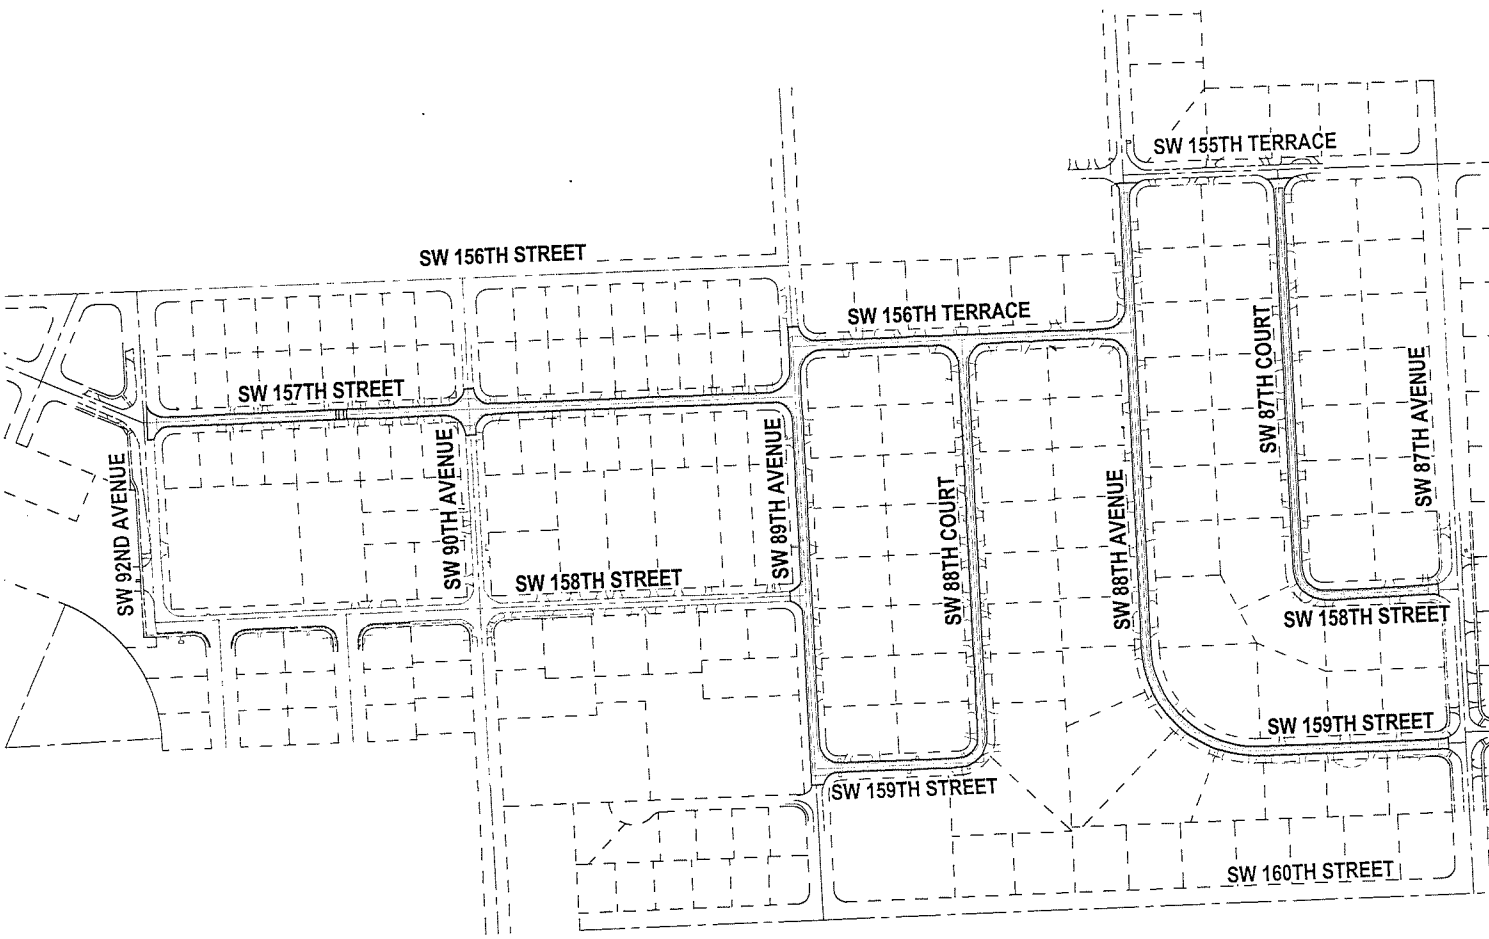 SW 155TH TERRACE
SW 156TH STREET
SW 156TH TERRACE
SW 157TH STREET
SW 87TH COURT
SW 87TH AVENUE
SW 92ND AVENUE
SW 90TH AVENUE
SW 89TH AVENUE
SW 88TH COURT
SW 88TH AVENUE
SW 158TH STREET
SW 158TH STREET
SW 159TH STREET
SW 159TH STREET
SW 160TH STREET